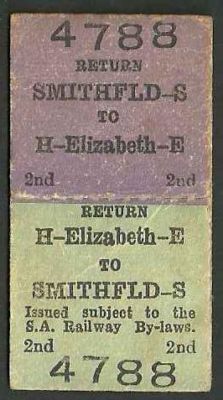 4788
RETURN
SMITHFLD-S
TO
H-Elizabeth-E
2nd 2nd
RETURN
H-Elizabeth-E
TO
SMITHFLD-S
Issued subject to the
S.A. Railway By-laws.
2nd 2nd
4788